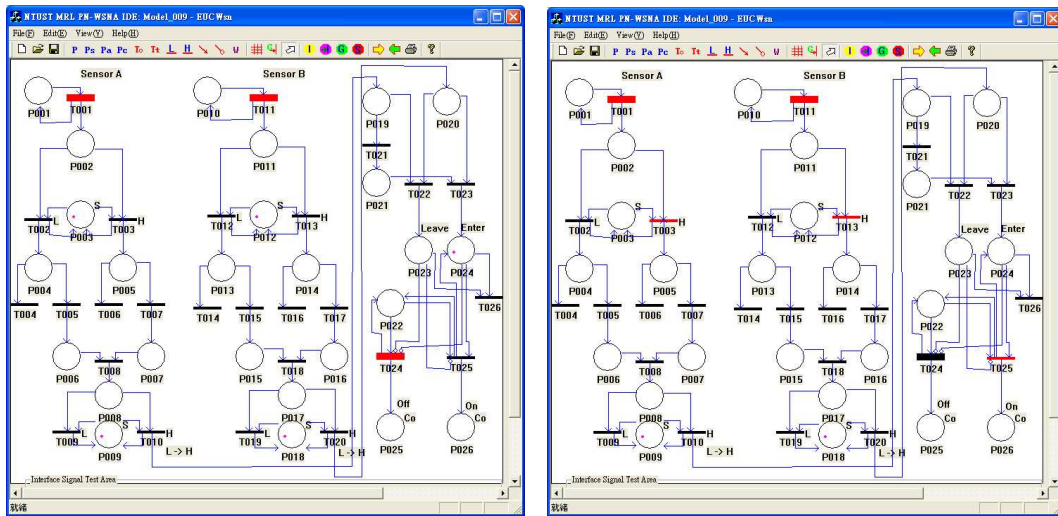 NTUST MRL PN-WSNA IDE: Model_009 - EUCWsn
File(F) Edit(E) View(Y) Help(H)
P Ps Pa Pc To Tt L H W I H G S ?
Sensor A Sensor B
P001 T001 P010 T011 P019 P020
P002 P011 T021
P021 T022 T023
S S
T002 L P003 T003 H T012 L P012 T013 H
Leave Enter
P023 P024
P004 P005 P013 P014
T026
T004 T005 T006 T007 T014 T015 T016 T017
P022
T008 T018 T024 T025
P006 P007 P015 P016
P008 P017 Off On
S S Co Co
T009 L P009 T010 H T019 L P018 T020 H
P025 P026
L -> H L -> H
Interface Signal Test Area
就緒
NTUST MRL PN-WSNA IDE: Model_009 - EUCWsn
File(F) Edit(E) View(Y) Help(H)
P Ps Pa Pc To Tt L H W I H G S ?
Sensor A Sensor B
P001 T001 P010 T011 P019 P020
P002 P011 T021
P021 T022 T023
S S
T002 L P003 T003 H T012 L P012 T013 H
Leave Enter
P023 P024
P004 P005 P013 P014
T026
T004 T005 T006 T007 T014 T015 T016 T017
P022
T008 T018 T024 T025
P006 P007 P015 P016
P008 P017 Off On
S S Co Co
T009 L P009 T010 H T019 L P018 T020 H
P025 P026
L -> H L -> H
Interface Signal Test Area
就緒